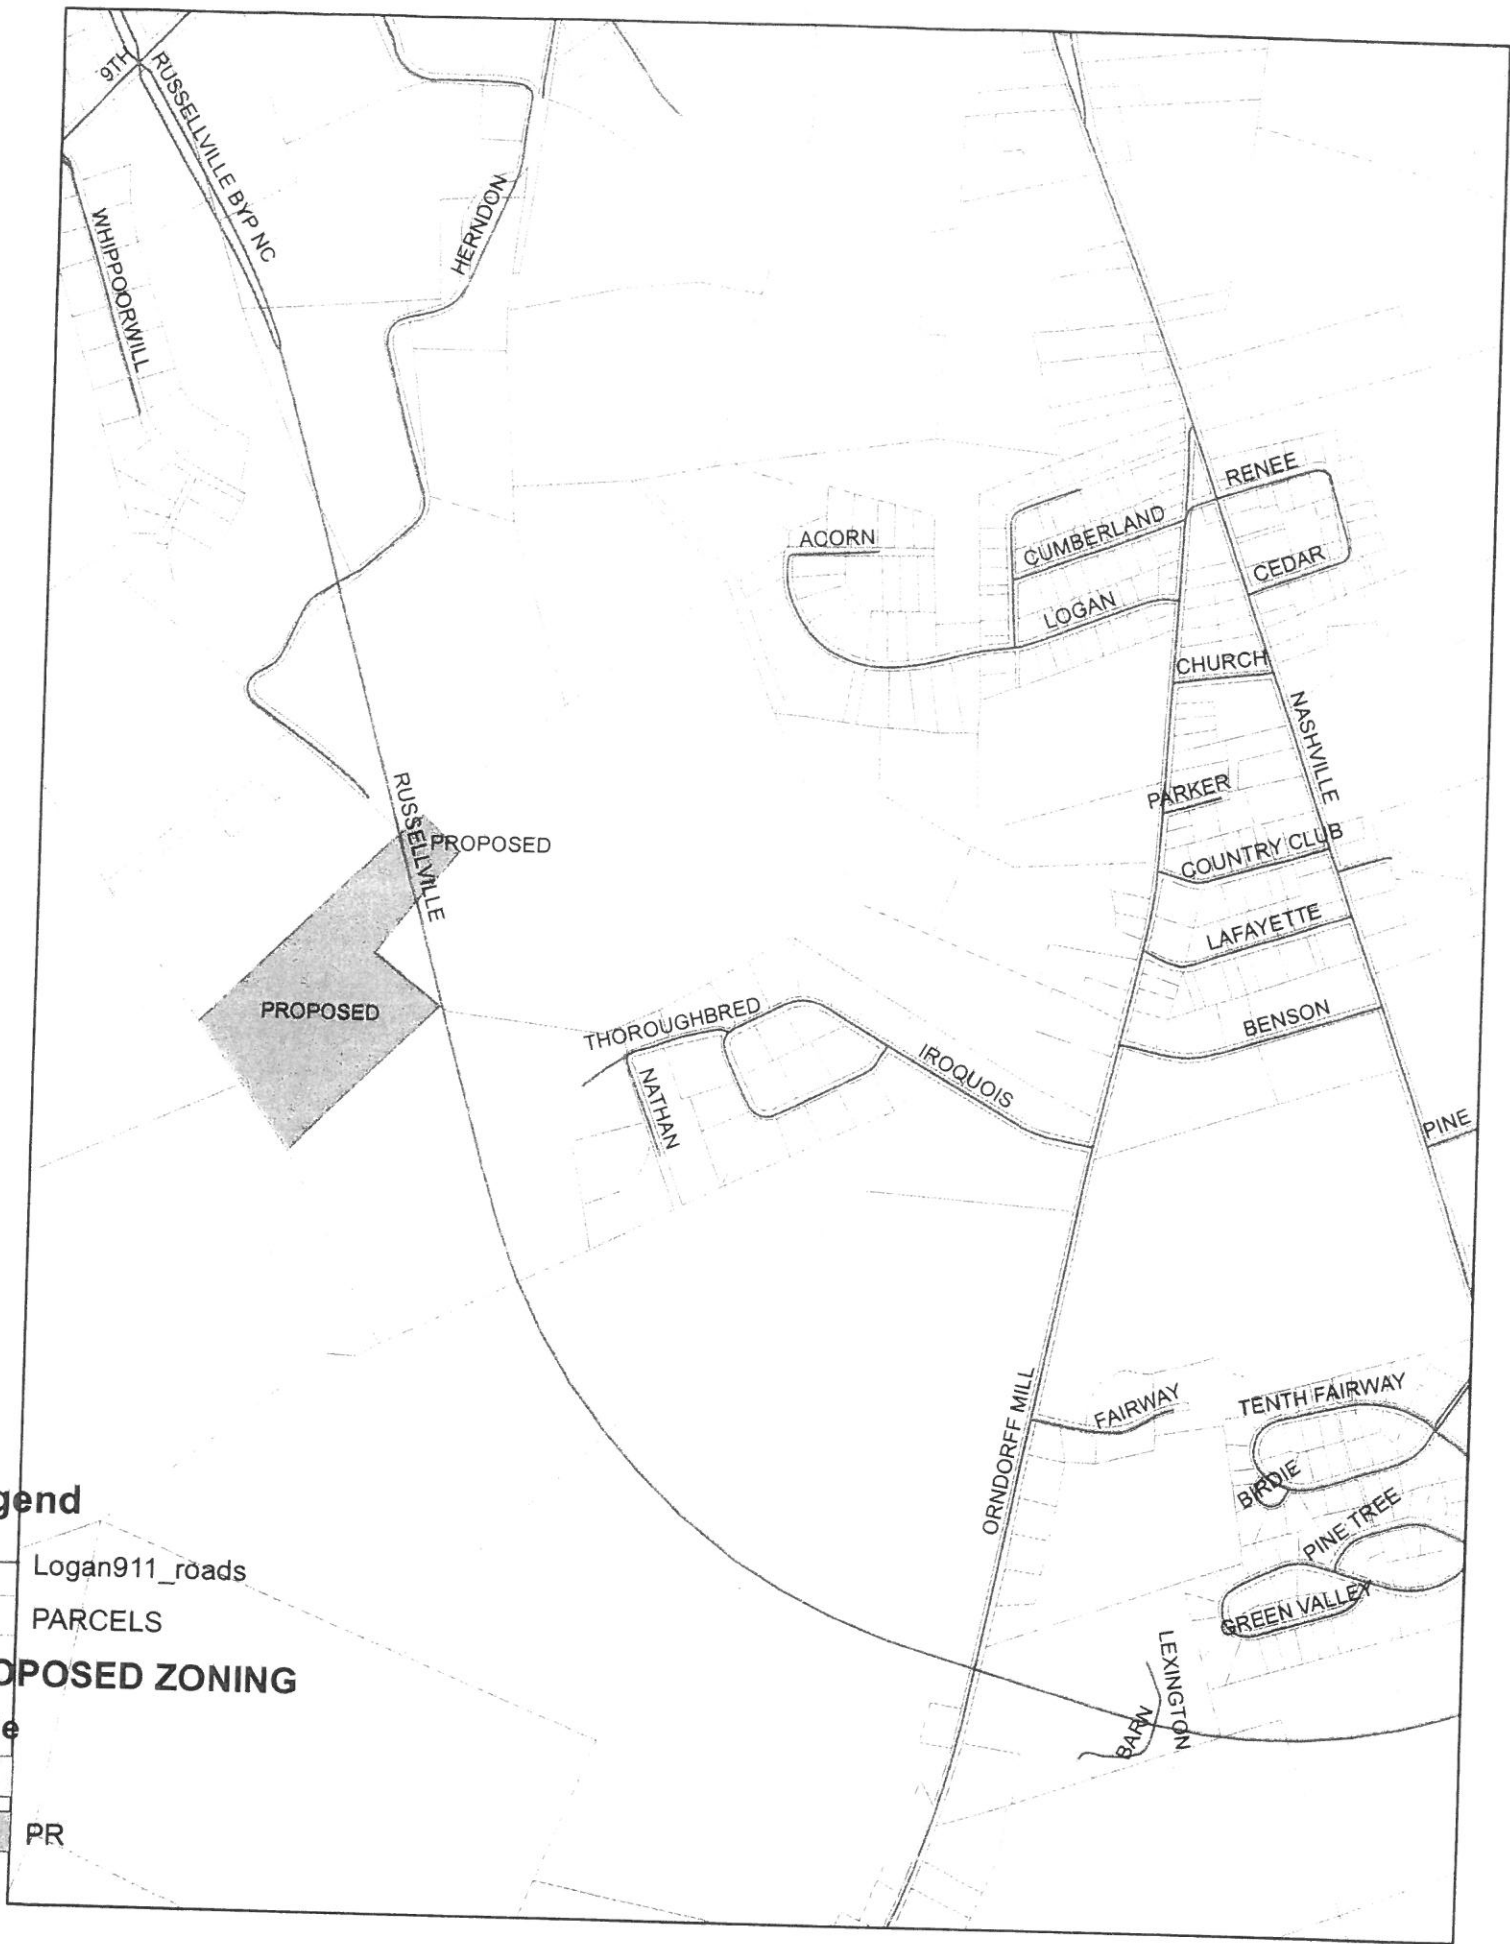 9TH
RUSSELLVILLE BYP NC
WHIPPOORWILL
HERNDON
RENEE
ACORN
CUMBERLAND
CEDAR
LOGAN
CHURCH
NASHVILLE
RUSSELLVILLE
PARKER
PROPOSED
COUNTRY CLUB
LAFAYETTE
PROPOSED
THOROUGHBRED
BENSON
IROQUOIS
NATHAN
PINE
ORNDORFF MILL
FAIRWAY
TENTH FAIRWAY
BIRDIE
PINE TREE
GREEN VALLEY
LEXINGTON
BARN
gend
Logan911_roads
PARCELS
OPOSED ZONING
e
PR